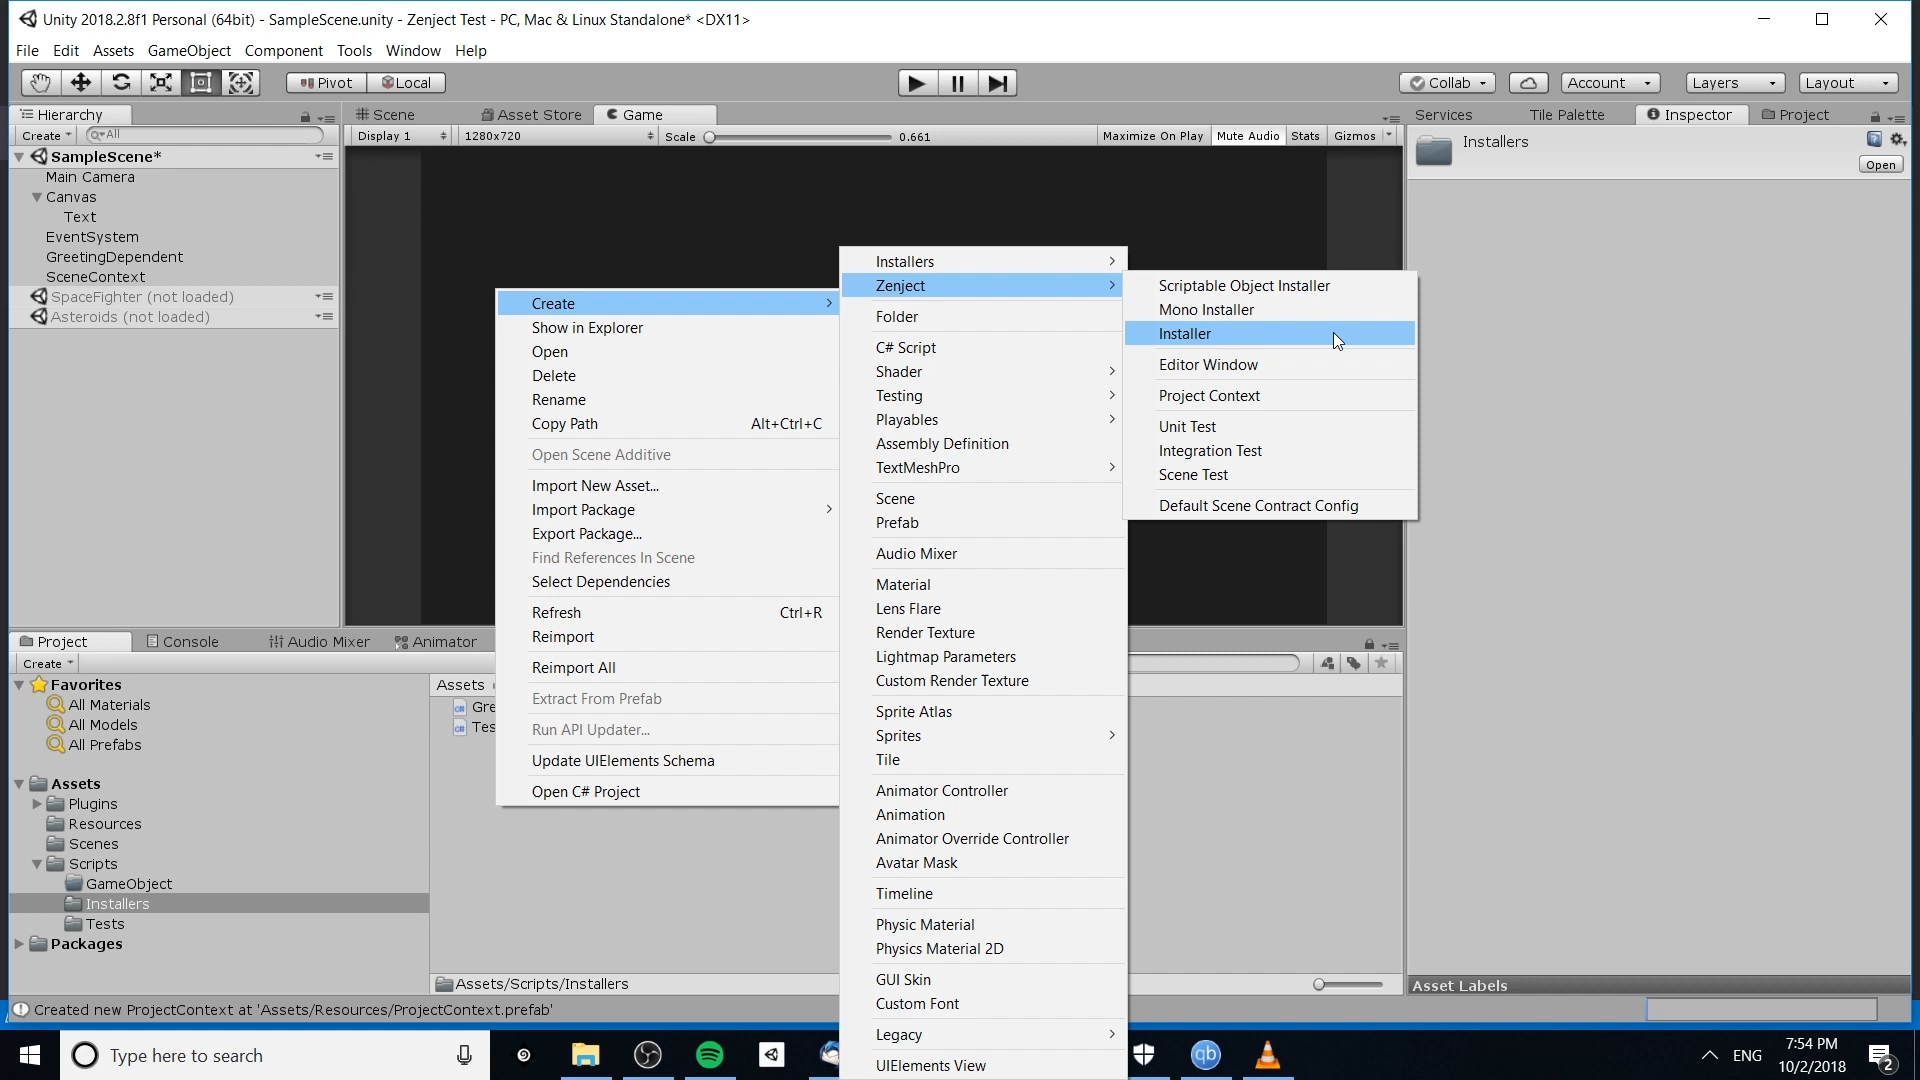 Unity 2018.2.8f1 Personal (64bit) - SampleScene.unity - Zenject Test - PC, Mac & Linux Standalone* <DX11>
File Edit Assets GameObject Component Tools Window Help
Pivot Local Collab Account Layers Layout
Hierarchy Scene Asset Store Game Services Tile Palette Inspector Project
Create All Display 1 1280x720 Scale 0.661 Maximize On Play Mute Audio Stats Gizmos
Installers
Open
SampleScene*
Main Camera
Canvas
Text
EventSystem
GreetingDependent
SceneContext
SpaceFighter (not loaded)
Asteroids (not loaded)
Create
Show in Explorer
Open
Delete
Rename
Copy Path Alt+Ctrl+C
Open Scene Additive
Import New Asset...
Import Package
Export Package...
Find References In Scene
Select Dependencies
Refresh Ctrl+R
Reimport
Reimport All
Extract From Prefab
Run API Updater...
Update UIElements Schema
Open C# Project
Installers
Zenject
Folder
C# Script
Shader
Testing
Playables
Assembly Definition
TextMeshPro
Scene
Prefab
Audio Mixer
Material
Lens Flare
Render Texture
Lightmap Parameters
Custom Render Texture
Sprite Atlas
Sprites
Tile
Animator Controller
Animation
Animator Override Controller
Avatar Mask
Timeline
Physic Material
Physics Material 2D
GUI Skin
Custom Font
Legacy
UIElements View
Scriptable Object Installer
Mono Installer
Installer
Editor Window
Project Context
Unit Test
Integration Test
Scene Test
Default Scene Contract Config
Project Console Audio Mixer Animator
Create
Favorites
All Materials
All Models
All Prefabs
Assets
Plugins
Resources
Scenes
Scripts
GameObject
Installers
Tests
Packages
Assets
Gre
Tes
Assets/Scripts/Installers
Asset Labels
Created new ProjectContext at 'Assets/Resources/ProjectContext.prefab'
Type here to search
qb
ENG
7:54 PM
10/2/2018
2